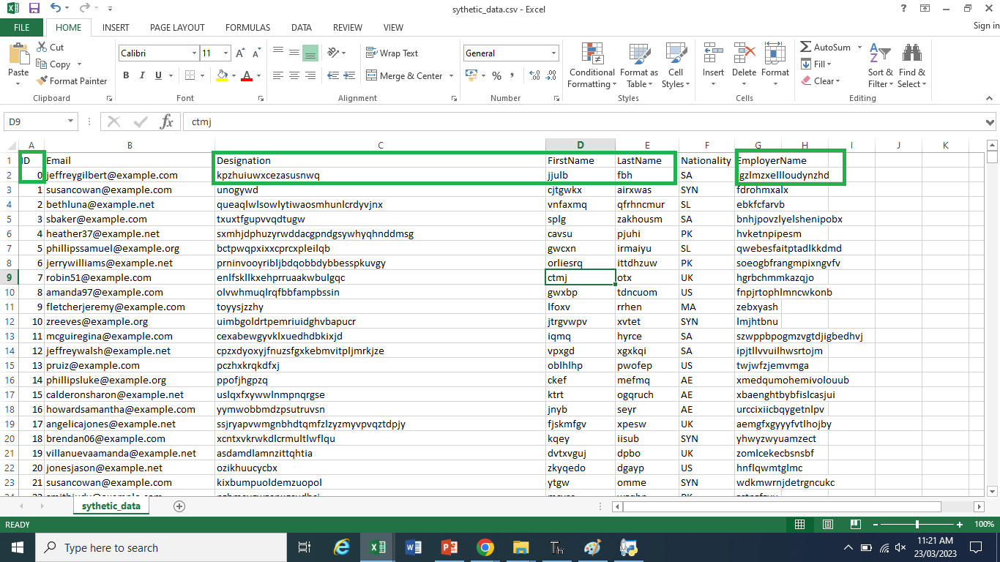 sythetic_data.csv - Excel
FILE HOME INSERT PAGE LAYOUT FORMULAS DATA REVIEW VIEW Sign in
Paste Cut Copy Format Painter Clipboard
Calibri 11 B I U A Font
Wrap Text Merge & Center Alignment
General % Number
Conditional Formatting Format as Table Cell Styles Styles
Insert Delete Format Cells
AutoSum Fill Clear Sort & Filter Find & Select Editing
D9 fx ctmj
A B C D E F G H I J K
1 ID Email Designation FirstName LastName Nationality EmployerName
2 0 jeffreygilbert@example.com kpzhuiuwxcezasusnwq jjulb fbh SA gzlmzxellloudynzhd
3 1 susancowan@example.com unogywd cjtgwkx airxwas SYN fdrohmxalx
4 2 bethluna@example.net queaqlwlsowlytiwaosmhunlcrdyvjnx vnfaxmq qfrhncmur SL ebkfcfarvb
5 3 sbaker@example.com txuxtfgupvvqdtugw splg zakhousm SA bnhjpovzlyelshenipobx
6 4 heather37@example.net sxmhjdphuzyrwddacgpndgsywhyqhnddmsg cavsu pjuhi PK hvketnpipesm
7 5 phillipssamuel@example.org bctpwqpxixxcprcxpleilqb gwcxn irmaiyu SL qwebesfaitptadlkkdmd
8 6 jerrywilliams@example.net prninvooyribljbdqobbdybbesspkuvgy orliesrq ittdhzuw PK soeogbfrangmpixngvfv
9 7 robin51@example.com enlfskllkxehprruaakwbulgqc ctmj otx UK hgrbchmmkazqjo
10 8 amanda97@example.com olvwhmuqlrqfbbfampbssin gwxbp tdncuom US fnpjrtophlmncwkonb
11 9 fletcherjeremy@example.com toyysjzzhy lfoxv rrhen MA zebxyash
12 10 zreeves@example.org uimbgoldrtpemriuidghvbapucr jtrgvwpv xvtet SYN lmjhtbnu
13 11 mcguiregina@example.com cexabewgyvklxuedhdbkixjd iqmq hyrce SA szwppbpogmzvgtdjigbedhvj
14 12 jeffreywalsh@example.net cpzxdyoxyjfnuzsfgxkebmvitpljmrkjze vpxgd xgxkqi SA ipjtllvvuilhwsrtojm
15 13 pruiz@example.com pczhxkrqkdfxj oblhlhp pwofep US twjwfzjemvmga
16 14 phillipsluke@example.org ppofjhgpzq ckef mefmq AE xmedqumohemivolouub
17 15 calderonsharon@example.net uslqxfxywwlnmpnqrgse ktrt ogqruch AE xbaenghtbybfislcasjui
18 16 howardsamantha@example.com yymwobbmdzpsutruvsn jnyb seyr AE urccixiicbqygetnlpv
19 17 angelicajones@example.net ssjryapvwmgnbhdtqmfzlzyzmyvpvqztdpjy fjskmfgv xpesw UK aemgfxgyyyfvtlhojby
20 18 brendan06@example.com xcntxvkrwkdlcrmultlwflqu kqey iisub SYN yhwyzwyuamzect
21 19 villanuevaamanda@example.net asdamdlamnzittqhtia dvtxvguj dpbo UK zomlcekecbsnsbf
22 20 jonesjason@example.net ozikhuucycbx zkyqedo dgayp US hnflqwmtglmc
23 21 susancowan@example.com kixbumpuoldemzuopol ytgw omme SYN wdkmwrnjdetrgncukc
sythetic_data
READY 100%
Type here to search
11:21 AM
23/03/2023